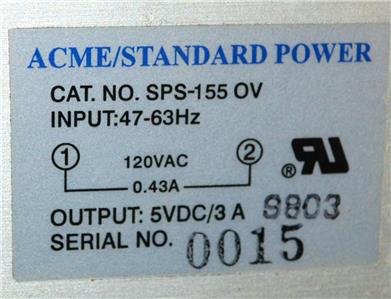 ACME/STANDARD POWER
CAT. NO. SPS-155 OV
INPUT:47-63Hz
1 120VAC 2
0.43A
®
OUTPUT: 5VDC/3 A 8803
SERIAL NO. 0015